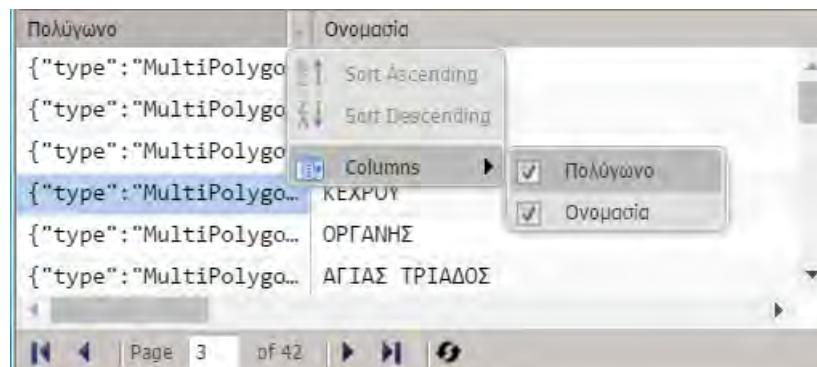 Πολύγωνο Ονομασία
{"type":"MultiPolygo
{"type":"MultiPolygo
{"type":"MultiPolygo
{"type":"MultiPolygo... ΚΕΧΡΟΥ
{"type":"MultiPolygo... ΟΡΓΑΝΗΣ
{"type":"MultiPolygo... ΑΓΙΑΣ ΤΡΙΑΔΟΣ
Sort Ascending
Sort Descending
Columns
Πολύγωνο
Ονομασία
Page 3 of 42